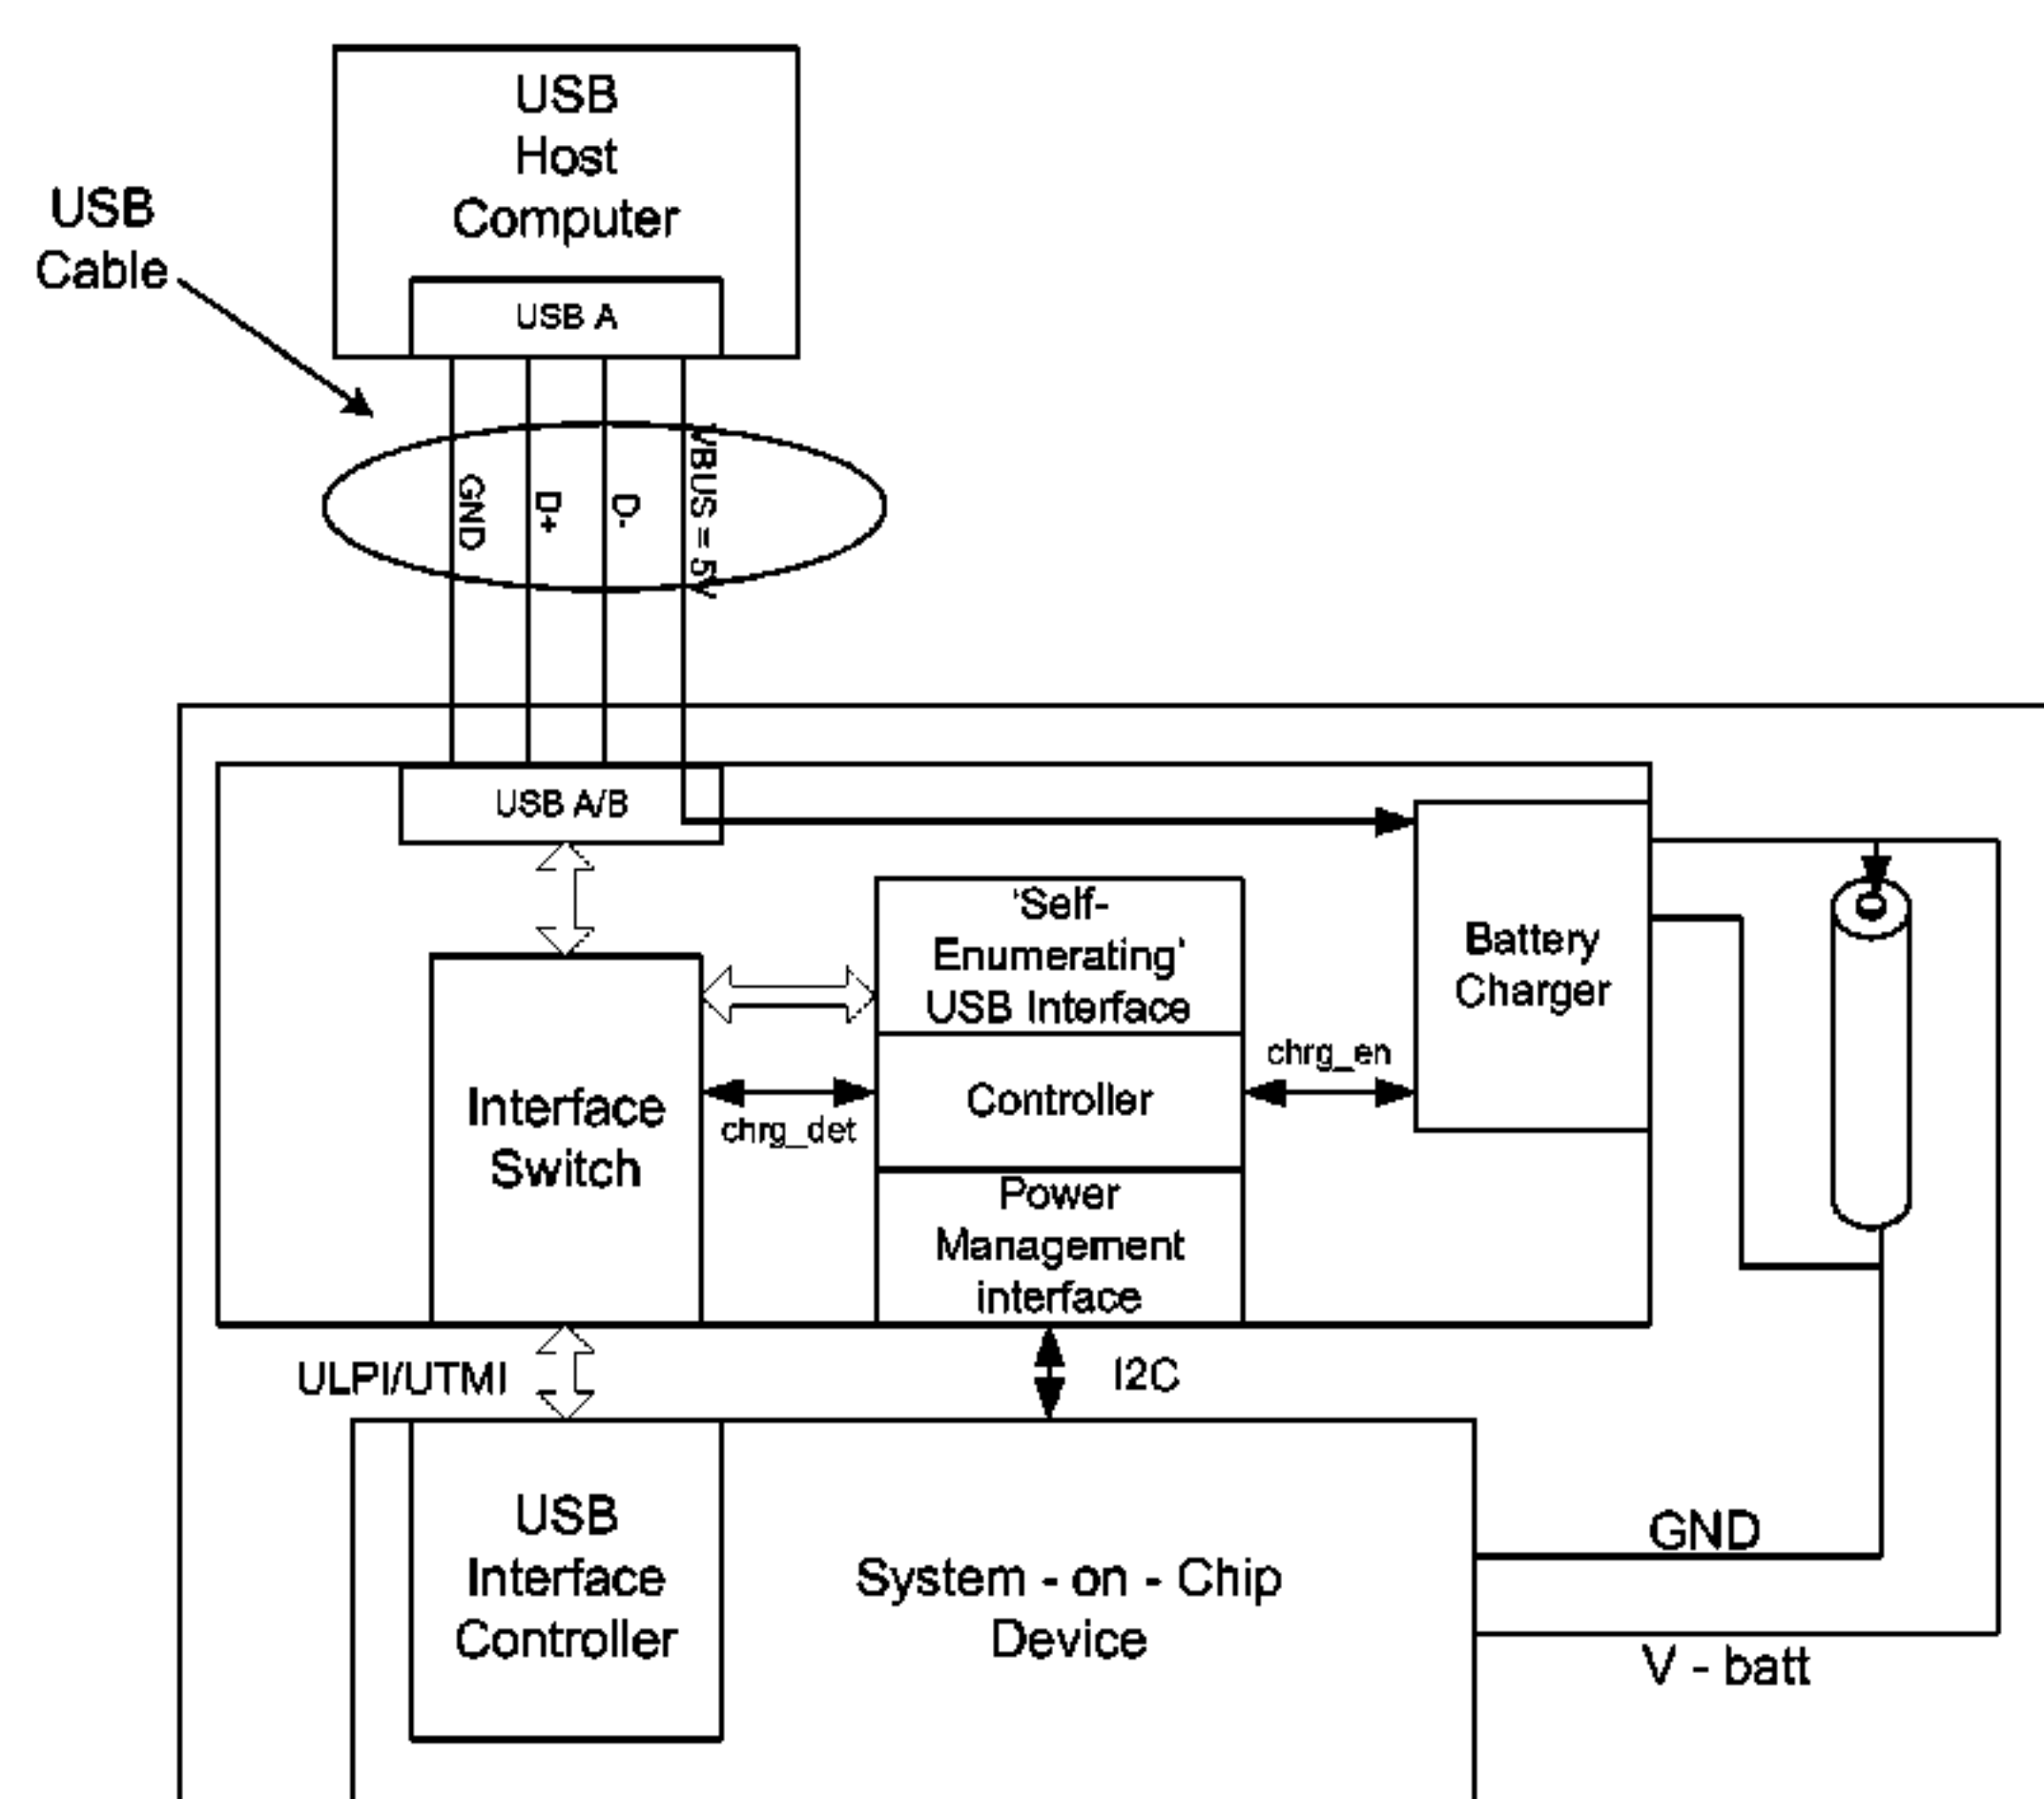 USB
Host
Computer
USB
Cable
USB A
GND
D+
D-
VBUS = 5V
USB A/B
'Self-
Enumerating'
USB Interface
Battery
Charger
chrg_en
Controller
Interface
Switch
chrg_det
Power
Management
interface
ULPI/UTMI
I2C
USB
Interface
Controller
System - on - Chip
Device
GND
V - batt